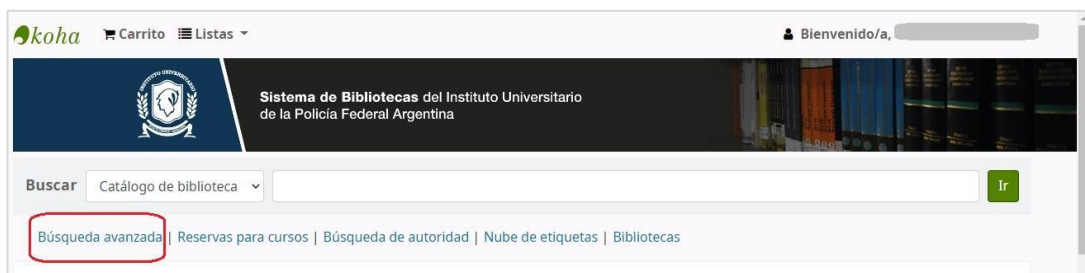 koha Carrito Listas Bienvenido/a,
Sistema de Bibliotecas del Instituto Universitario
de la Policía Federal Argentina
Buscar Catálogo de biblioteca Ir
Búsqueda avanzada | Reservas para cursos | Búsqueda de autoridad | Nube de etiquetas | Bibliotecas